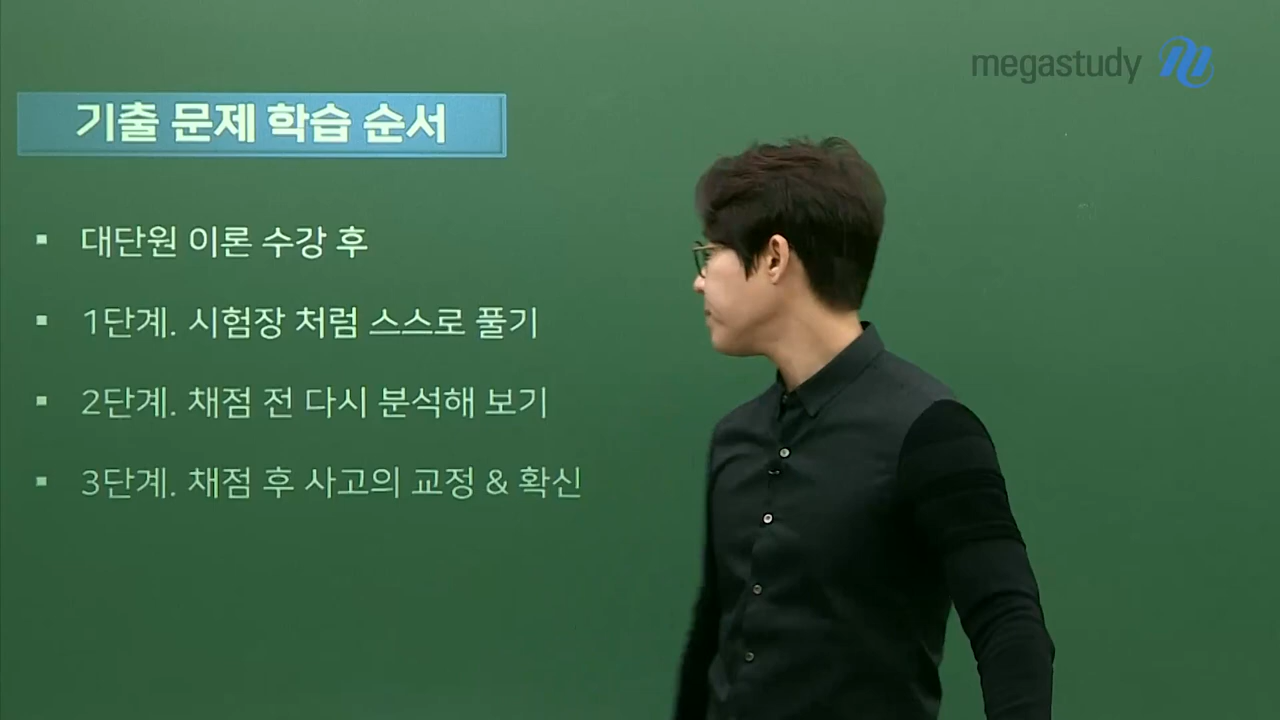 megastudy
기출 문제 학습 순서
▪ 대단원 이론 수강 후
▪ 1단계. 시험장 처럼 스스로 풀기
▪ 2단계. 채점 전 다시 분석해 보기
▪ 3단계. 채점 후 사고의 교정 & 확신